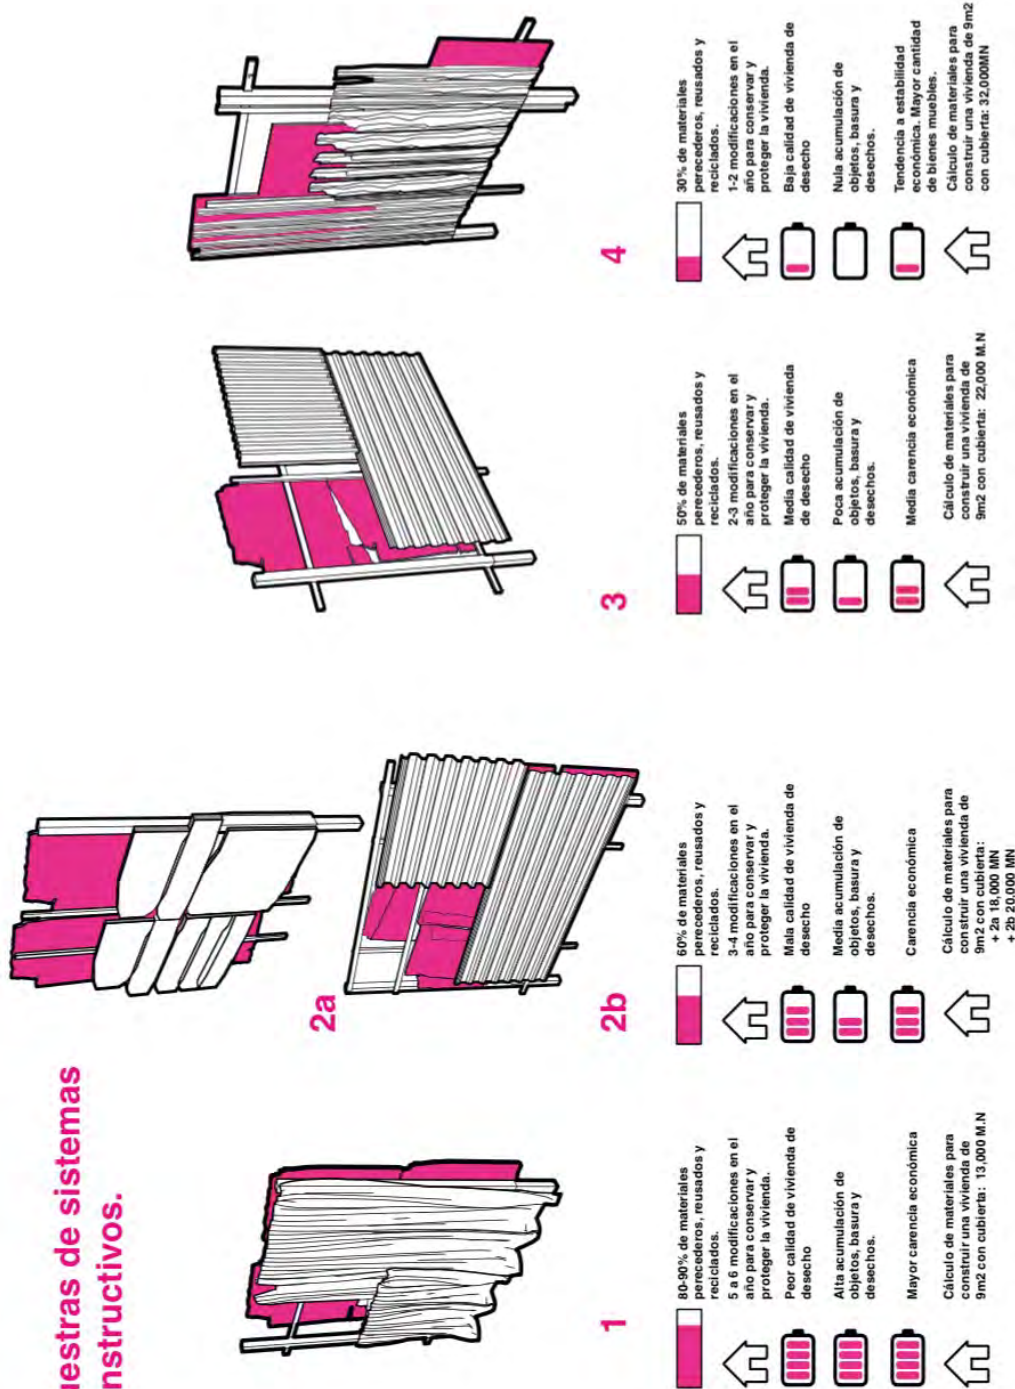 uestras de sistemas
nstructivos.
1
80-90% de materiales
perecederos, reusados y
reciclados.
5 a 6 modificaciones en el
año para conservar y
proteger la vivienda.
Peor calidad de vivienda de
desecho
Alta acumulación de
objetos, basura y
desechos.
Mayor carencia económica
Cálculo de materiales para
construir una vivienda de
9m2 con cubierta: 13,000 M.N
2a
2b
60% de materiales
perecederos, reusados y
reciclados.
3-4 modificaciones en el
año para conservar y
proteger la vivienda.
Mala calidad de vivienda de
desecho
Media acumulación de
objetos, basura y
desechos.
Carencia económica
Cálculo de materiales para
construir una vivienda de
9m2 con cubierta:
+ 2a 18,000 MN
+ 2b 20,000 MN
3
50% de materiales
perecederos, reusados y
reciclados.
2-3 modificaciones en el
año para conservar y
proteger la vivienda.
Media calidad de vivienda
de desecho
Poca acumulación de
objetos, basura y
desechos.
Media carencia económica
Cálculo de materiales para
construir una vivienda de
9m2 con cubierta: 22,000 M.N
4
30% de materiales
perecederos, reusados y
reciclados.
1-2 modificaciones en el
año para conservar y
proteger la vivienda.
Baja calidad de vivienda de
desecho
Nula acumulación de
objetos, basura y
desechos.
Tendencia a estabilidad
económica. Mayor cantidad
de bienes muebles.
Cálculo de materiales para
construir una vivienda de 9m2
con cubierta: 32,000MN